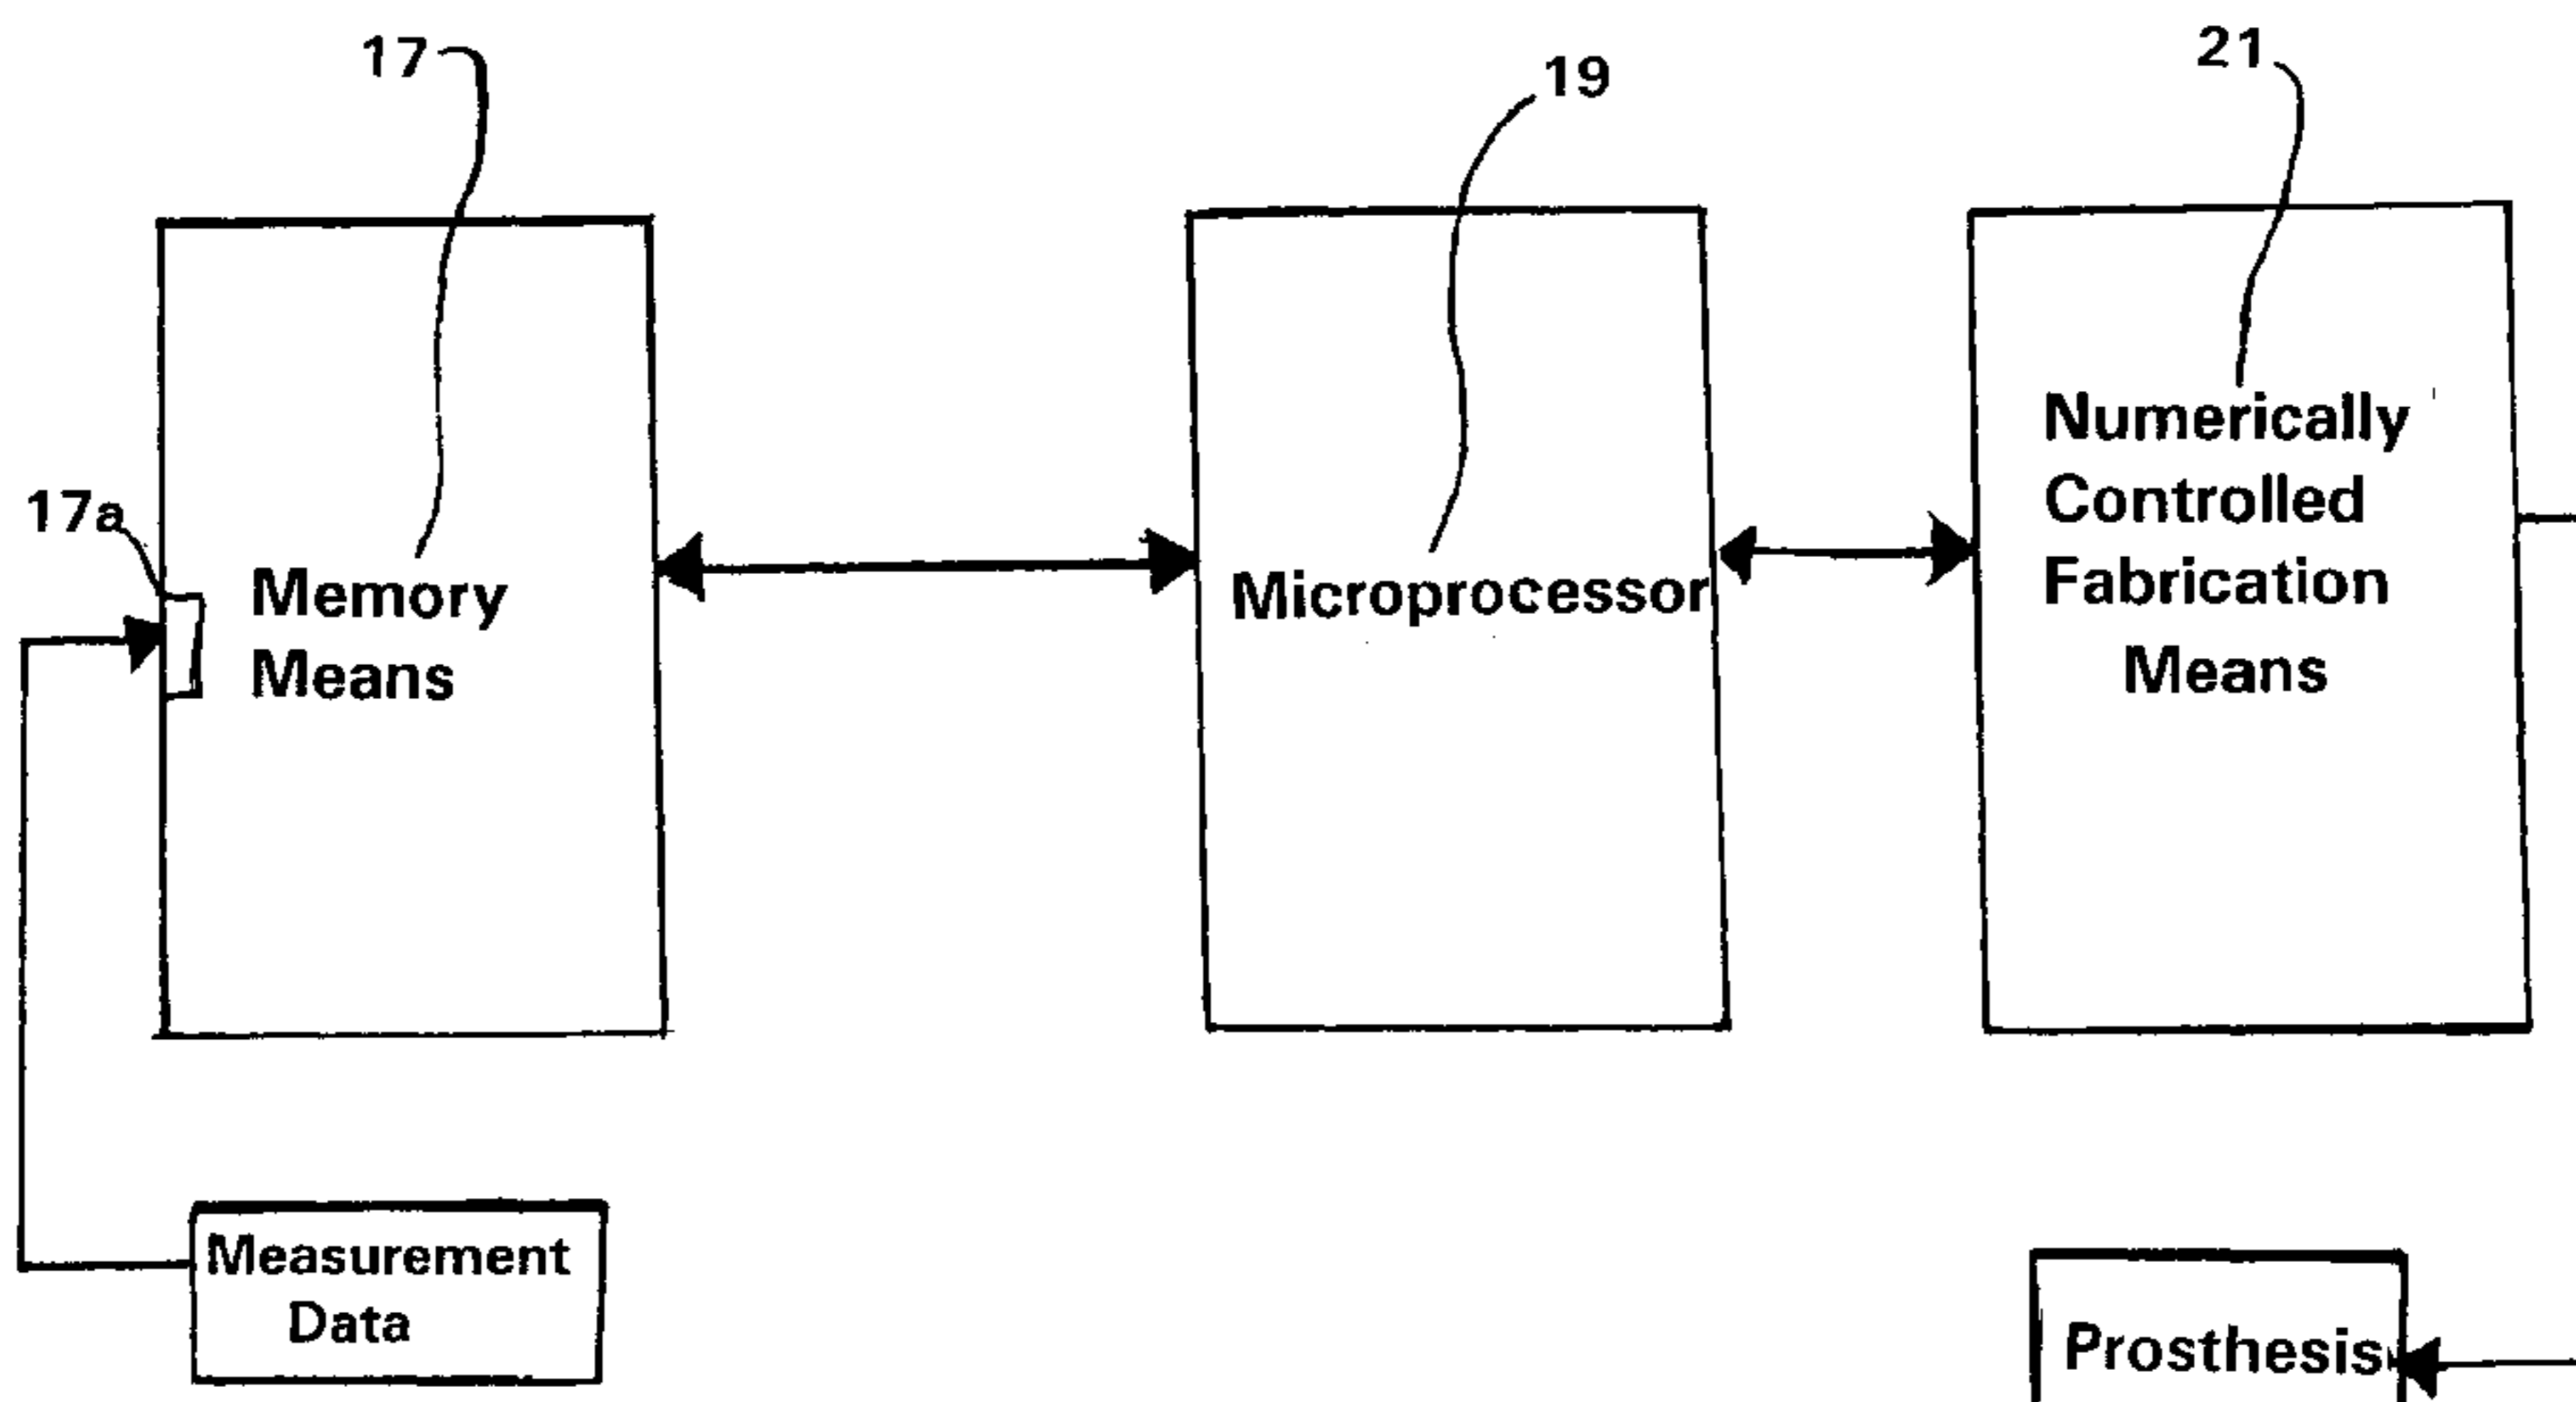 17
19
21
17a
Memory
Means
Microprocessor
Numerically
Controlled
Fabrication
Means
Measurement
Data
Prosthesis